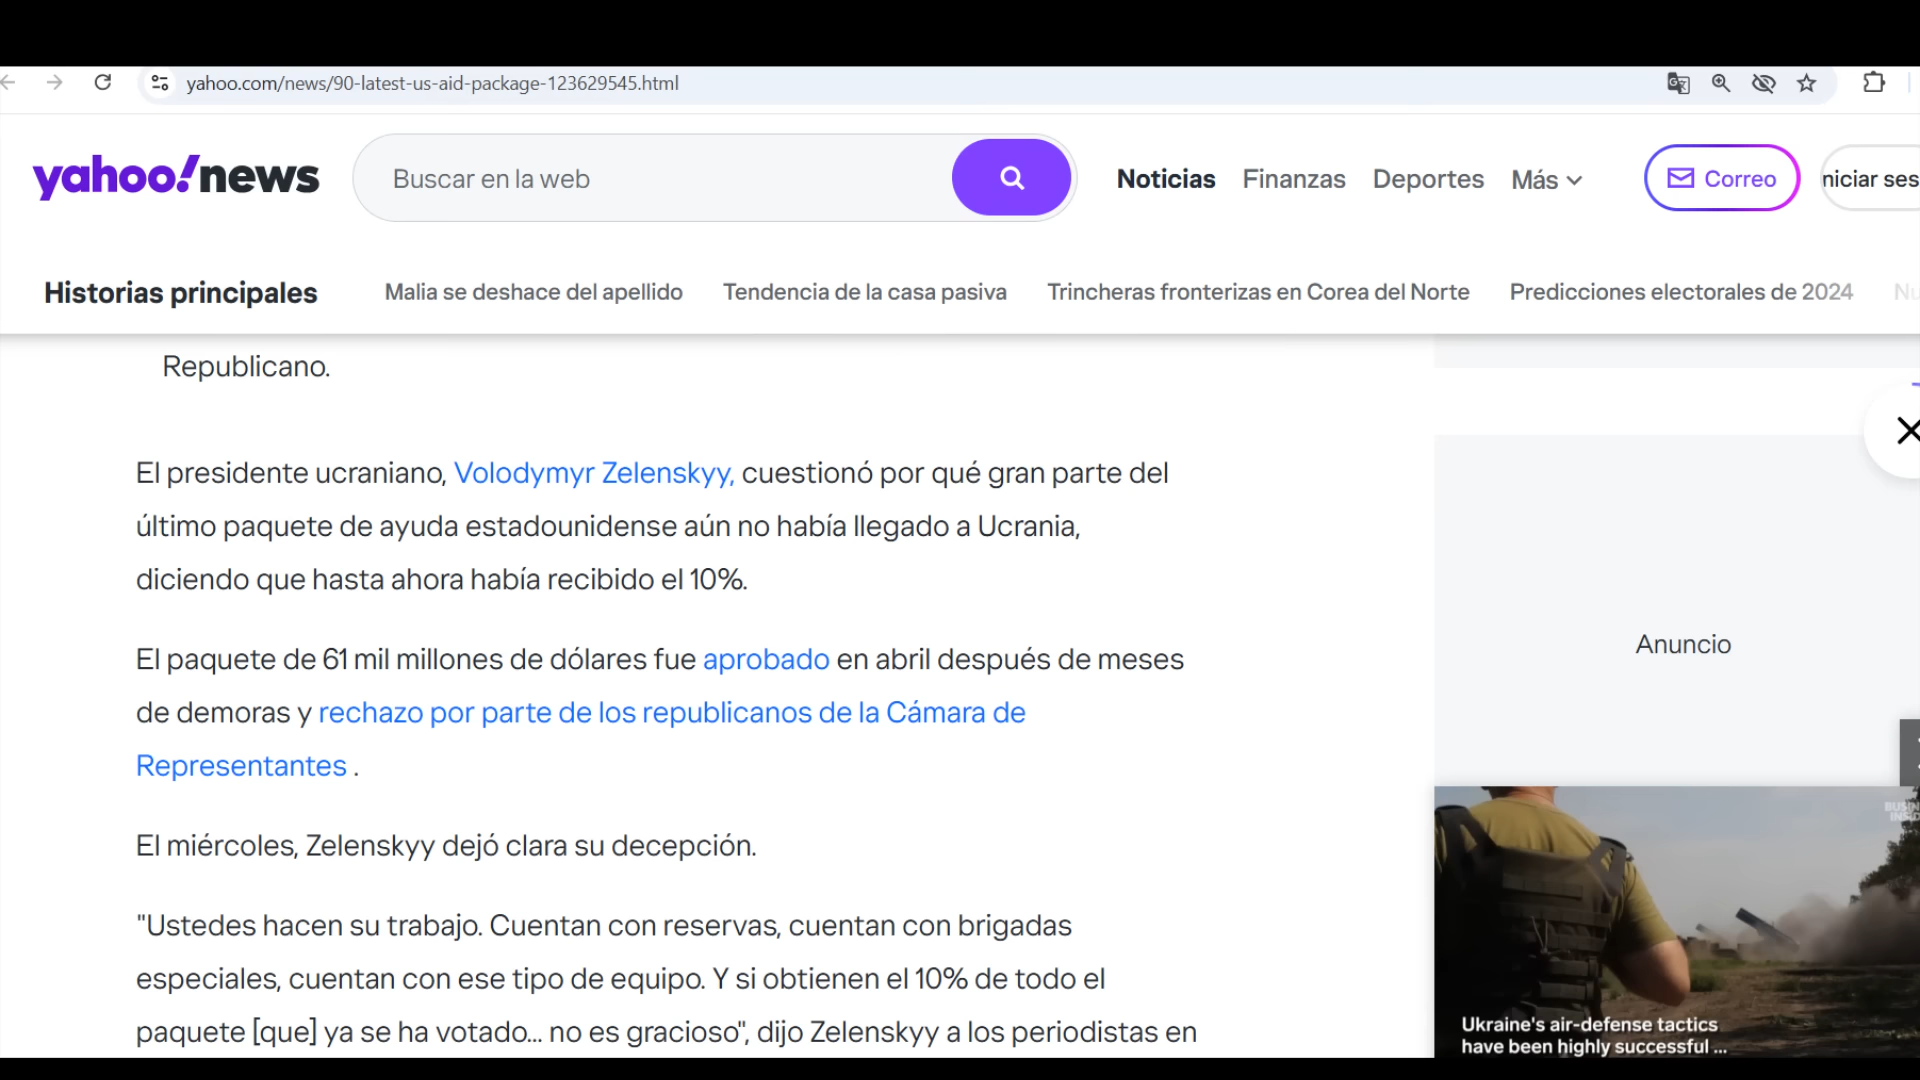 yahoo.com/news/90-latest-us-aid-package-123629545.html
yahoo!news
Buscar en la web
Noticias
Finanzas
Deportes
Más
Correo
niciar ses
Historias principales
Malia se deshace del apellido
Tendencia de la casa pasiva
Trincheras fronterizas en Corea del Norte
Predicciones electorales de 2024
Nu
Republicano.
El presidente ucraniano, Volodymyr Zelenskyy, cuestionó por qué gran parte del
último paquete de ayuda estadounidense aún no había llegado a Ucrania,
diciendo que hasta ahora había recibido el 10%.
El paquete de 61 mil millones de dólares fue aprobado en abril después de meses
de demoras y rechazo por parte de los republicanos de la Cámara de
Representantes .
El miércoles, Zelenskyy dejó clara su decepción.
"Ustedes hacen su trabajo. Cuentan con reservas, cuentan con brigadas
especiales, cuentan con ese tipo de equipo. Y si obtienen el 10% de todo el
paquete [que] ya se ha votado... no es gracioso", dijo Zelenskyy a los periodistas en
Anuncio
BUSIN
INSID
Ukraine's air-defense tactics
have been highly successful ...